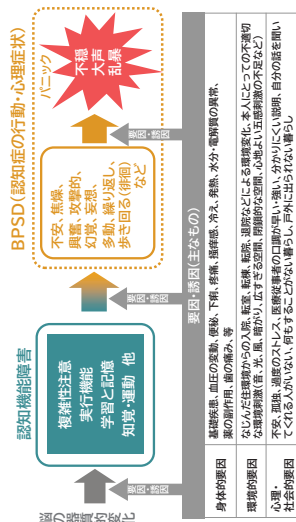 脳の器質的変化
認知機能障害
複雑性注意
実行機能
学習と記憶
知覚・運動 他
BPSD(認知症の行動・心理症状)
不安、焦燥、
興奮、攻撃的、
幻覚、妄想、
多動、繰り返し、
歩き回る(徘徊)
など
パニック
不穏
大声
乱暴
要因・誘因
要因・誘因
要因・誘因
要因・誘因(主なもの)
身体的要因
基礎疾患、血圧の変動、便秘、下痢、疼痛、掻痒感、冷え、発熱、水分・電解質の異常、
薬の副作用、歯の痛み、等
環境的要因
なじんだ住環境からの入院、転室、転棟、転院、退院などによる環境変化、本人にとっての不適切
な環境刺激(音、光、風、暗がり、広すぎる空間、閉鎖的な空間、心地よい五感刺激の不足など)
心理・
社会的要因
不安、孤独、過度のストレス、医療従事者の口調が早い・強い、分かりにくい説明、自分の話を聞い
てくれる人がいない、何もすることがない暮らし、戸外に出られない暮らし